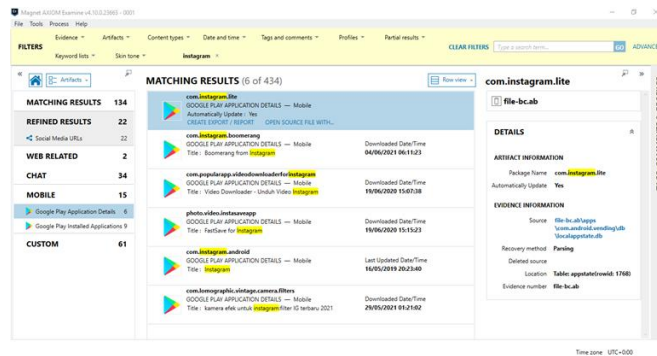 Magnet AXIOM Examine v4.10.0.23663 - 0001
File Tools Process Help
FILTERS
Evidence Artifacts Content types Date and time Tags and comments Profiles Partial results
Keyword lists Skin tone instagram ×
CLEAR FILTERS Type a search term... GO ADVANCE
Artifacts
MATCHING RESULTS 134
REFINED RESULTS 22
Social Media URLs 22
WEB RELATED 2
CHAT 34
MOBILE 15
Google Play Application Details 6
Google Play Installed Applications 9
CUSTOM 61
MATCHING RESULTS (6 of 434)
Row view
com.instagram.lite
GOOGLE PLAY APPLICATION DETAILS — Mobile
Automatically Update : Yes
CREATE EXPORT / REPORT OPEN SOURCE FILE WITH...
com.instagram.boomerang
GOOGLE PLAY APPLICATION DETAILS — Mobile
Title : Boomerang from Instagram
Downloaded Date/Time
04/06/2021 06:11:23
com.popularapp.videodownloaderforinstagram
GOOGLE PLAY APPLICATION DETAILS — Mobile
Title : Video Downloader - Unduh Video Instagram
Downloaded Date/Time
19/06/2020 15:07:38
photo.video.instasaveapp
GOOGLE PLAY APPLICATION DETAILS — Mobile
Title : FastSave for Instagram
Downloaded Date/Time
19/06/2020 15:15:23
com.instagram.android
GOOGLE PLAY APPLICATION DETAILS — Mobile
Title : Instagram
Last Updated Date/Time
16/05/2019 20:23:40
com.lomographic.vintage.camera.filters
GOOGLE PLAY APPLICATION DETAILS — Mobile
Title : kamera efek untuk instagram filter IG terbaru 2021
Downloaded Date/Time
29/05/2021 01:21:02
com.instagram.lite
file-bc.ab
DETAILS
ARTIFACT INFORMATION
Package Name com.instagram.lite
Automatically Update Yes
EVIDENCE INFORMATION
Source file-bc.ab\apps
\com.android.vending\db
\localappstate.db
Recovery method Parsing
Deleted source
Location Table: appstate(rowid: 1768)
Evidence number file-bc.ab
Time zone UTC+0:00